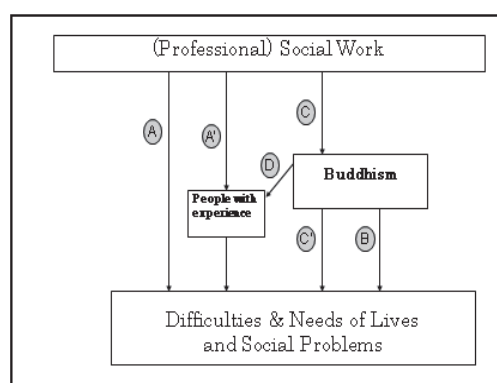 (Professional) Social Work
A
A'
C
D
Buddhism
People with
experience
C'
B
Difficulties & Needs of Lives
and Social Problems